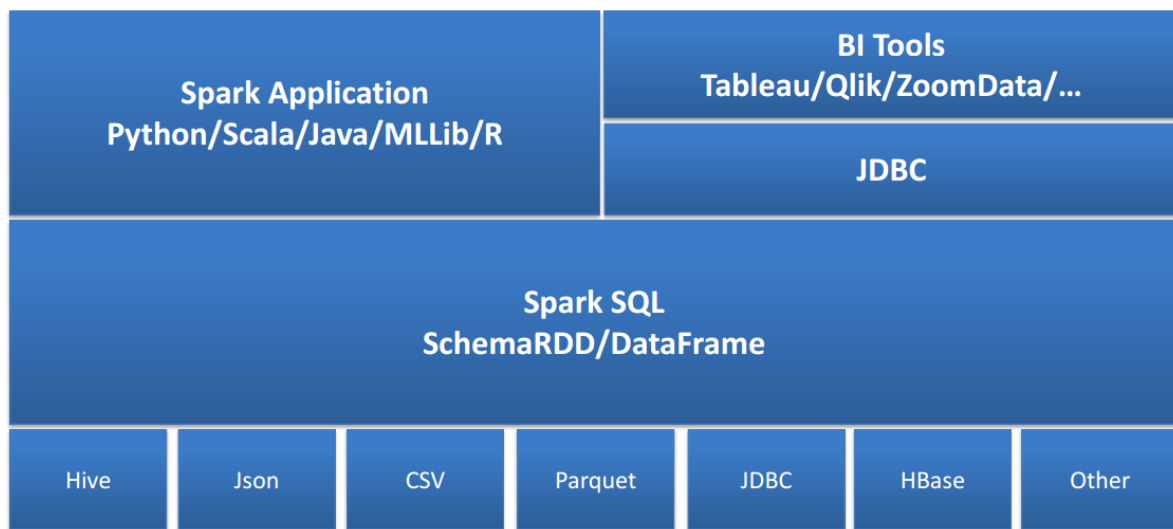 Spark Application
Python/Scala/Java/MLLib/R
BI Tools
Tableau/Qlik/ZoomData/...
JDBC
Spark SQL
SchemaRDD/DataFrame
Hive
Json
CSV
Parquet
JDBC
HBase
Other